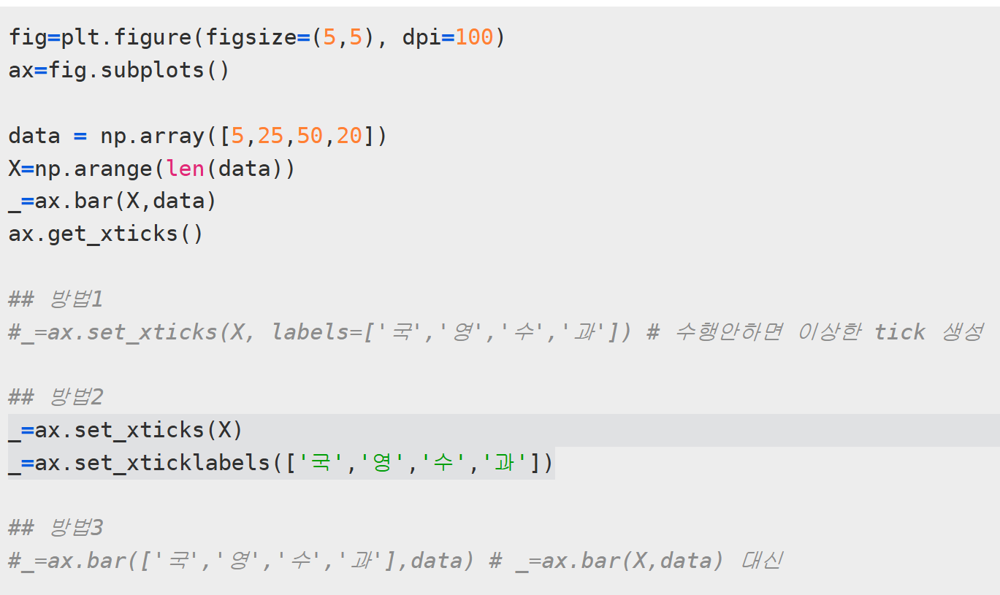 fig=plt.figure(figsize=(5,5), dpi=100)
ax=fig.subplots()
data = np.array([5,25,50,20])
X=np.arange(len(data))
_=ax.bar(X,data)
ax.get_xticks()
## 방법1
#_=ax.set_xticks(X, labels=['국','영','수','과']) # 수행안하면 이상한 tick 생성
## 방법2
_=ax.set_xticks(X)
_=ax.set_xticklabels(['국','영','수','과'])
## 방법3
#_=ax.bar(['국','영','수','과'],data) # _=ax.bar(X,data) 대신